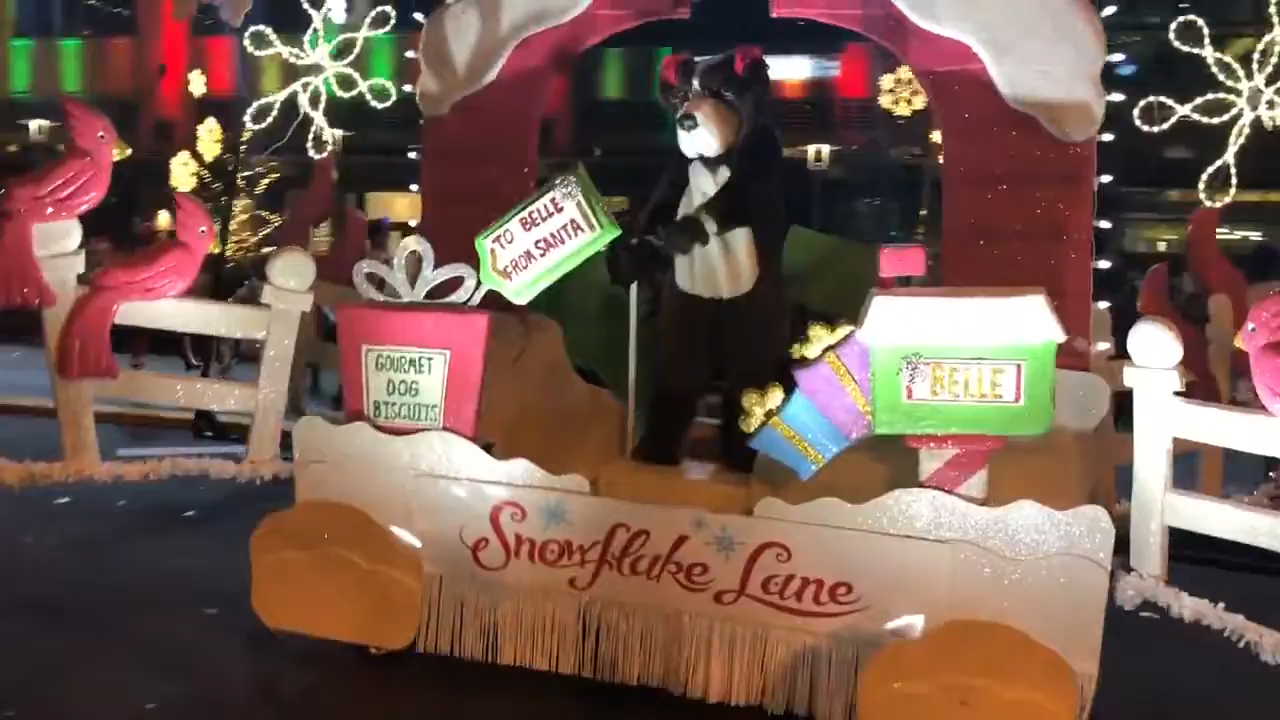 TO BELLE
FROM SANTA
GOURMET
DOG
BISCUITS
BELLE
Snowflake Lane